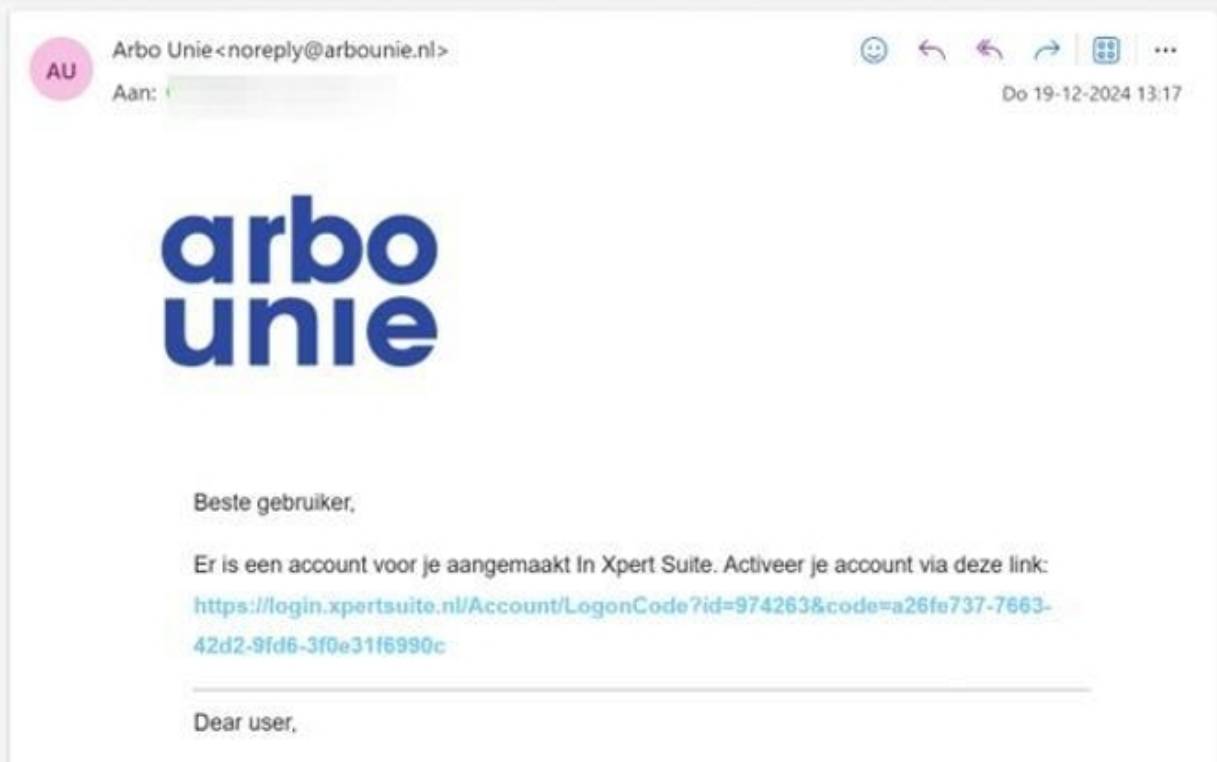 AU
Arbo Unie<noreply@arbounie.nl>
Aan:
Do 19-12-2024 13:17
arbo
unie
Beste gebruiker,
Er is een account voor je aangemaakt In Xpert Suite. Activeer je account via deze link:
https://login.xpertsuite.nl/Account/LogonCode?id=974263&code=a26fe737-7663-
42d2-9fd6-3f0e31f6990c
Dear user,